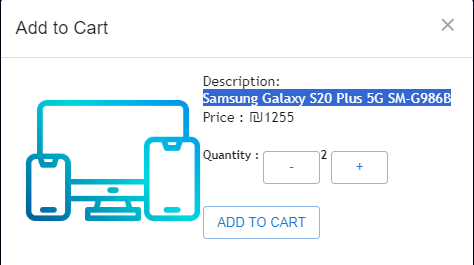 Add to Cart ×
Description:
Samsung Galaxy S20 Plus 5G SM-G986B
Price : ₪1255
Quantity : - 2 +
ADD TO CART